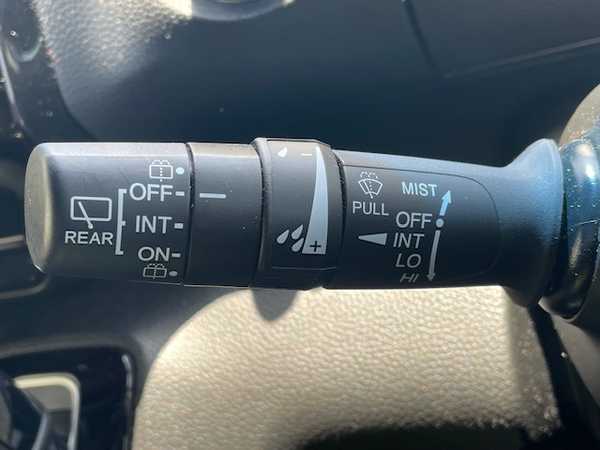 REAR
OFF
INT
ON
-
+
PULL
MIST
OFF
INT
LO
HI